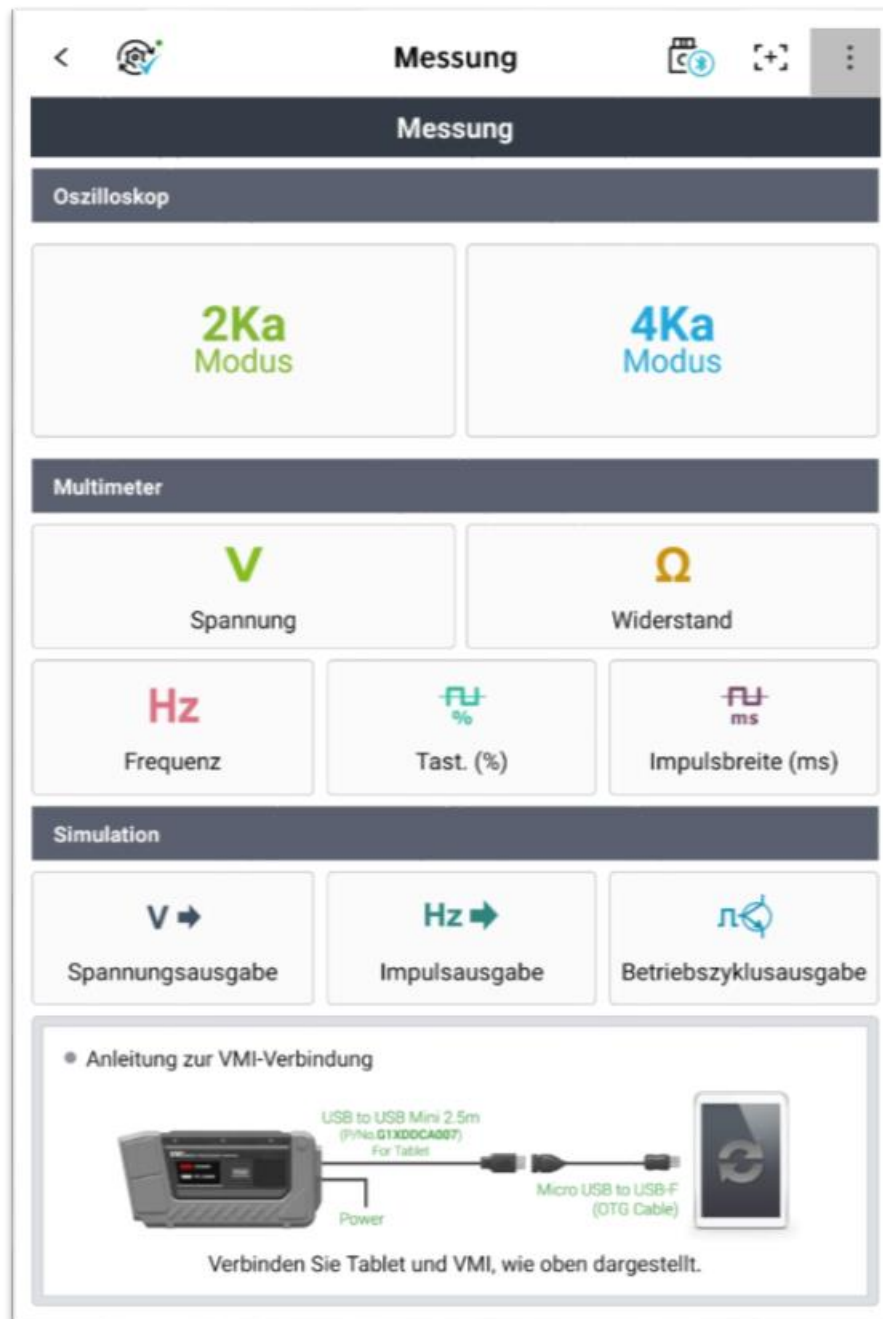 Messung
Messung
Oszilloskop
2Ka
Modus
4Ka
Modus
Multimeter
V
Spannung
Ω
Widerstand
Hz
Frequenz
%
Tast. (%)
ms
Impulsbreite (ms)
Simulation
V
Spannungsausgabe
Hz
Impulsausgabe
Betriebszyklusausgabe
Anleitung zur VMI-Verbindung
USB to USB Mini 2.5m
(P/No.G1XDDCA007)
For Tablet
Power
Micro USB to USB-F
(OTG Cable)
Verbinden Sie Tablet und VMI, wie oben dargestellt.